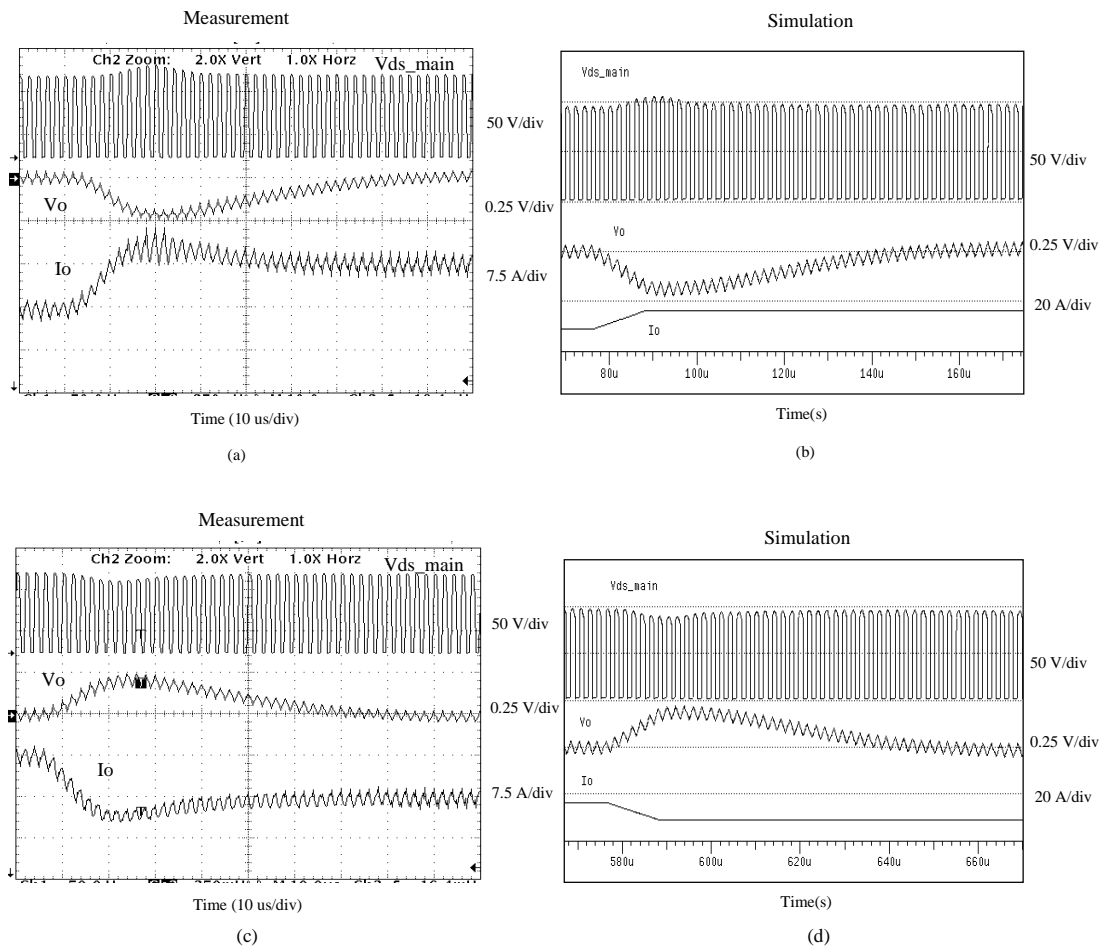 Measurement
Ch2 Zoom: 2.0X Vert 1.0X Horz
Vds_main
50 V/div
Vo
0.25 V/div
Io
7.5 A/div
Time (10 us/div)
(a)
Simulation
Vds_main
50 V/div
Vo
0.25 V/div
20 A/div
Io
80u 100u 120u 140u 160u
Time(s)
(b)
Measurement
Ch2 Zoom: 2.0X Vert 1.0X Horz
Vds_main
50 V/div
Vo
0.25 V/div
Io
7.5 A/div
Time (10 us/div)
(c)
Simulation
Vds_main
50 V/div
Vo
0.25 V/div
Io
20 A/div
580u 600u 620u 640u 660u
Time(s)
(d)